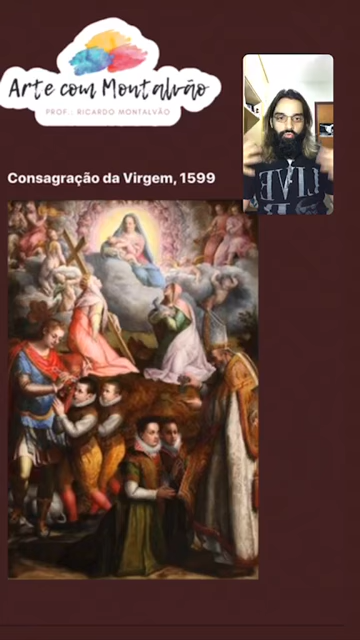 Arte com Montalvão
PROF.: RICARDO MONTALVÃO
Consagração da Virgem, 1599